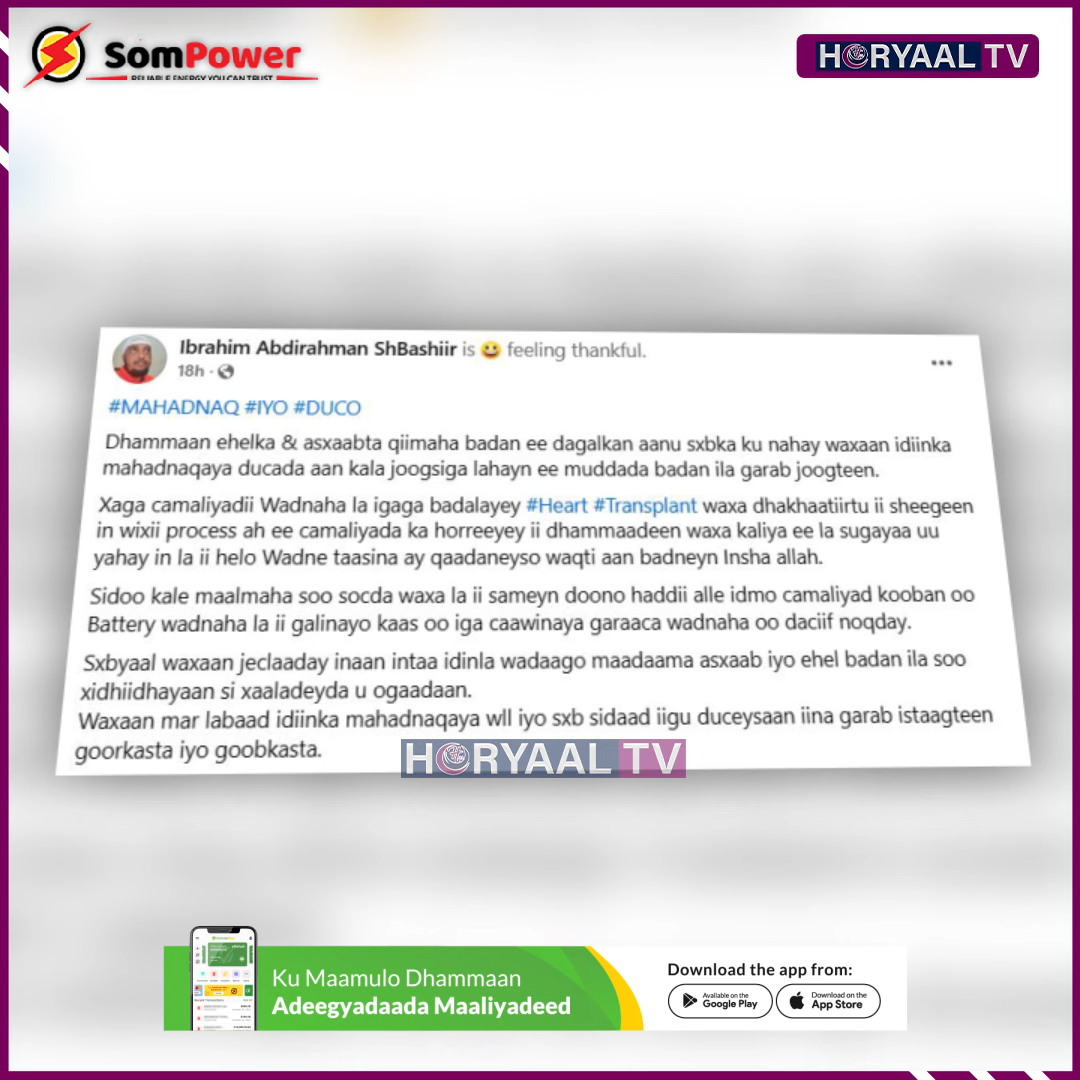 SomPower
RELIABLE ENERGY YOU CAN TRUST
HORYAAL TV
Ibrahim Abdirahman ShBashiir is 😀 feeling thankful.
18h ·
#MAHADNAQ #IYO #DUCO
Dhammaan ehelka & asxaabta qiimaha badan ee dagalkan aanu sxbka ku nahay waxaan idiinka
mahadnaqaya ducada aan kala joogsiga lahayn ee muddada badan ila garab joogteen.
Xaga camaliyadii Wadnaha la igaga badalayey #Heart #Transplant waxa dhakhaatiirtu ii sheegeen
in wixii process ah ee camaliyada ka horreeyey ii dhammaadeen waxa kaliya ee la sugayaa uu
yahay in la ii helo Wadne taasina ay qaadaneyso waqti aan badneyn Insha allah.
Sidoo kale maalmaha soo socda waxa la ii sameyn doono haddii alle idmo camaliyad kooban oo
Battery wadnaha la ii galinayo kaas oo iga caawinaya garaaca wadnaha oo daciif noqday.
Sxbyaal waxaan jeclaaday inaan intaa idinla wadaago maadaama asxaab iyo ehel badan ila soo
xidhiidhayaan si xaaladeyda u ogaadaan.
Waxaan mar labaad idiinka mahadnaqaya wll iyo sxb sidaad iigu duceysaan iina garab istaagteen
goorkasta iyo goobkasta.
HORYAAL TV
Ku Maamulo Dhammaan
Adeegyadaada Maaliyadeed
Download the app from:
Available on the
Google Play
Download on the
App Store